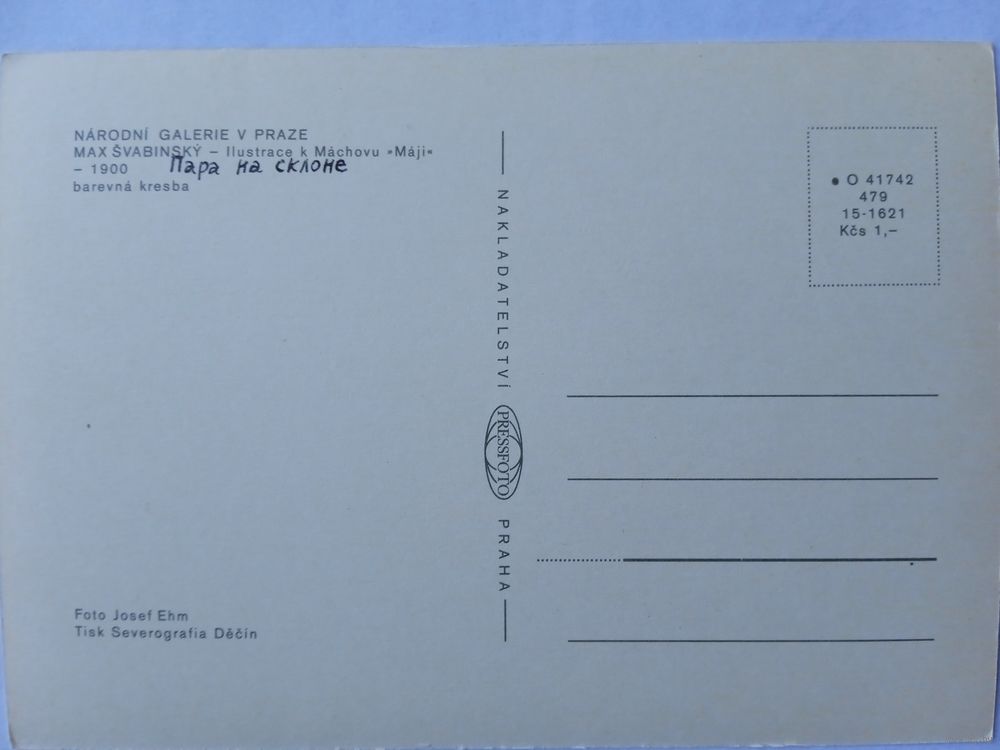 NÁRODNÍ GALERIE V PRAZE
MAX ŠVABINSKÝ – Ilustrace k Máchovu »Máji«
– 1900 Пара на склоне
barevná kresba
Foto Josef Ehm
Tisk Severografia Děčín
NAKLADATELSTVÍ PRESSFOTO PRAHA
• O 41742
479
15-1621
Kčs 1,–